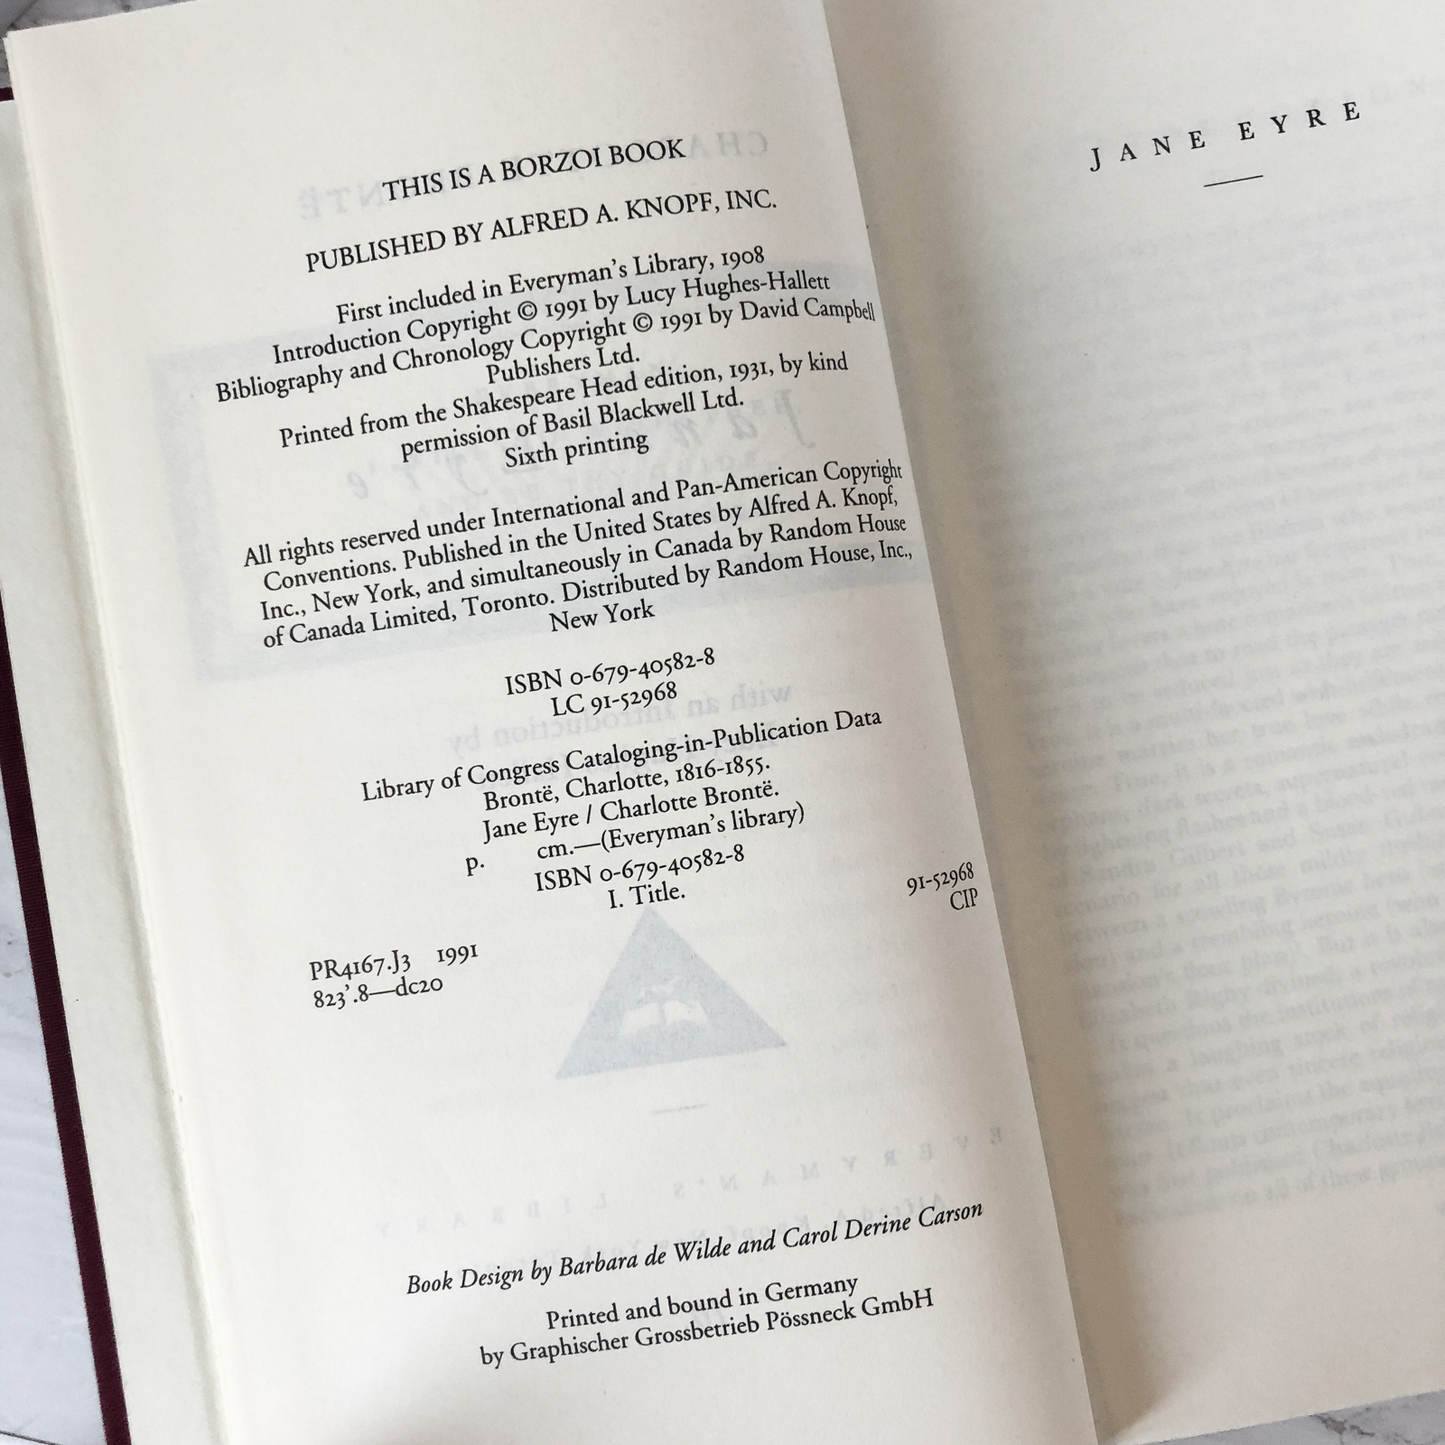 THIS IS A BORZOI BOOK
PUBLISHED BY ALFRED A. KNOPF, INC.
First included in Everyman's Library, 1908
Introduction Copyright © 1991 by Lucy Hughes-Hallett
Bibliography and Chronology Copyright © 1991 by David Campbell
Publishers Ltd.
Printed from the Shakespeare Head edition, 1931, by kind
permission of Basil Blackwell Ltd.
Sixth printing
All rights reserved under International and Pan-American Copyright
Conventions. Published in the United States by Alfred A. Knopf,
Inc., New York, and simultaneously in Canada by Random House
of Canada Limited, Toronto. Distributed by Random House, Inc.,
New York
ISBN 0-679-40582-8
LC 91-52968
Library of Congress Cataloging-in-Publication Data
Brontë, Charlotte, 1816-1855.
Jane Eyre / Charlotte Brontë.
p. cm.—(Everyman's library)
ISBN 0-679-40582-8
I. Title.
PR4167.J3 1991
823'.8—dc20
91-52968
CIP
Book Design by Barbara de Wilde and Carol Derine Carson
Printed and bound in Germany
by Graphischer Grossbetrieb Pössneck GmbH
JANE EYRE